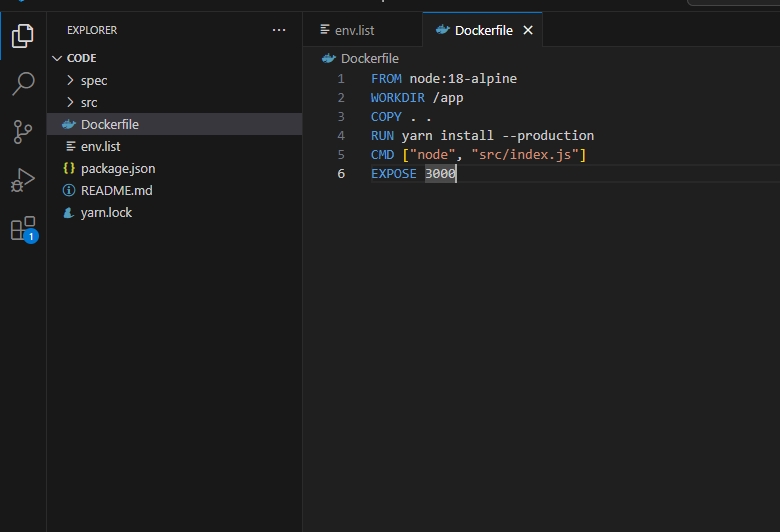 EXPLORER
...
CODE
spec
src
Dockerfile
env.list
package.json
README.md
yarn.lock
1
env.list
Dockerfile
Dockerfile
1 FROM node:18-alpine
2 WORKDIR /app
3 COPY . .
4 RUN yarn install --production
5 CMD ["node", "src/index.js"]
6 EXPOSE 3000